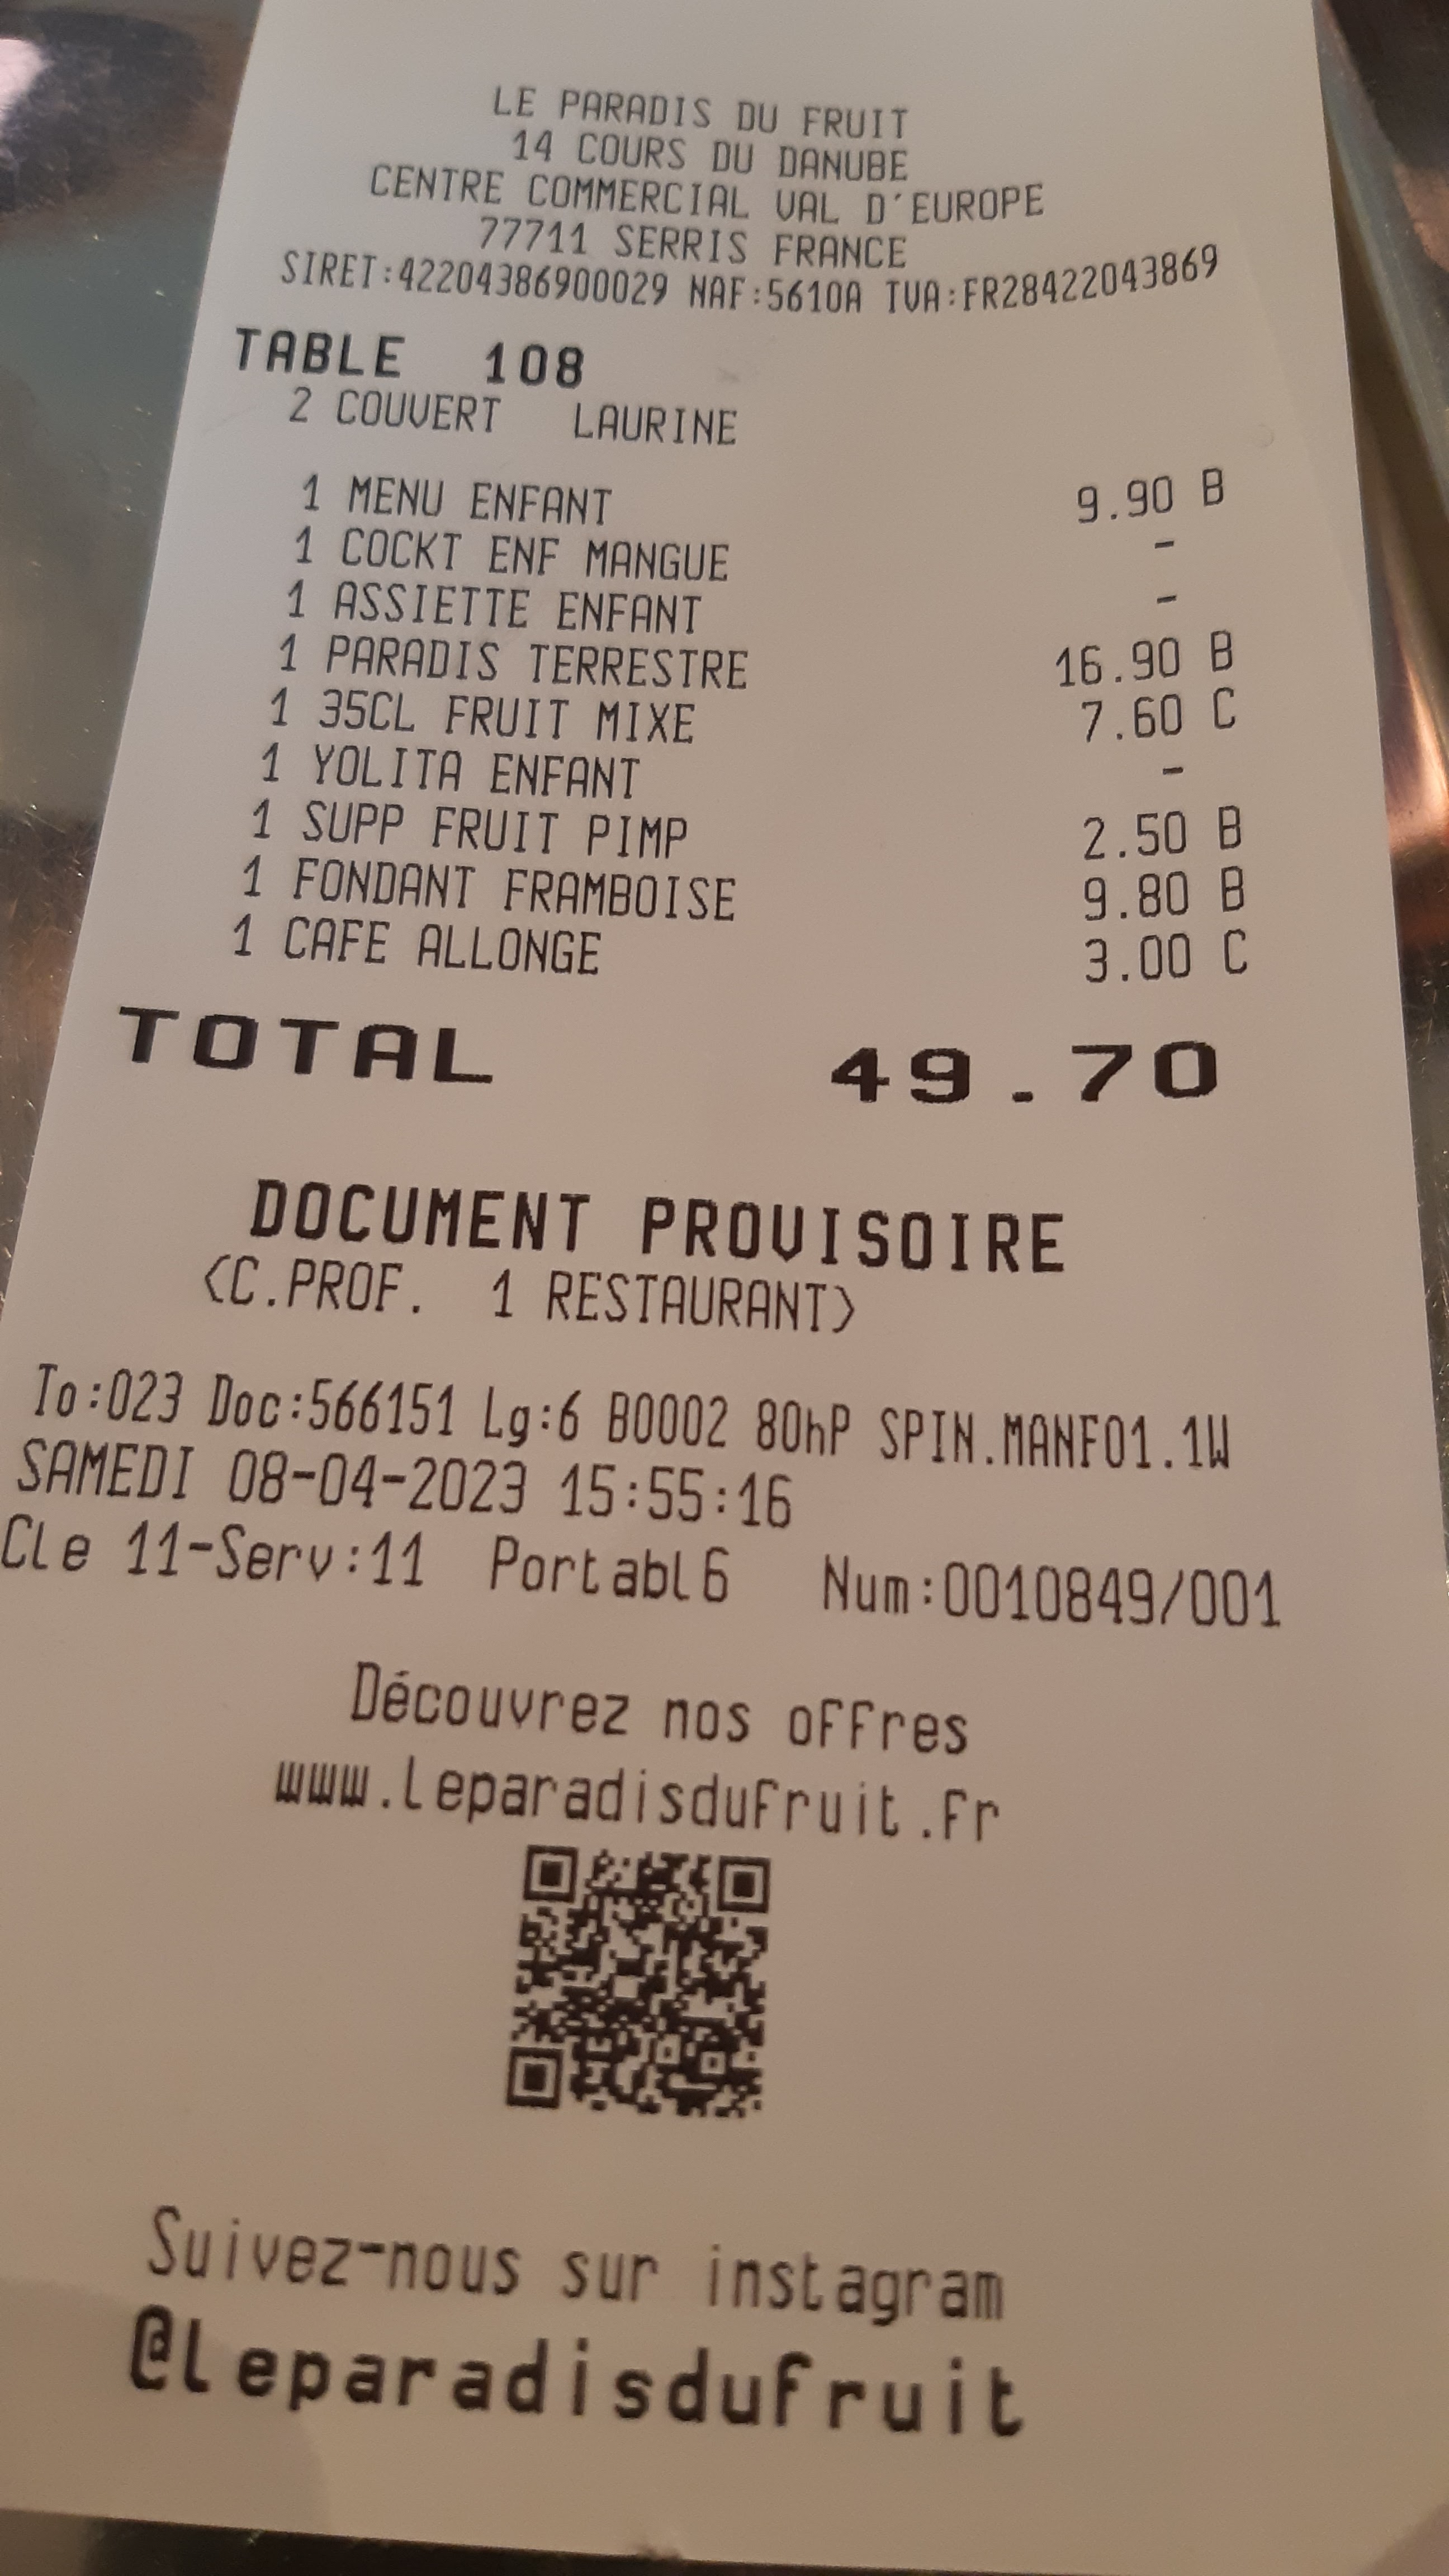 LE PARADIS DU FRUIT
14 COURS DU DANUBE
CENTRE COMMERCIAL VAL D'EUROPE
77711 SERRIS FRANCE
SIRET:42204386900029 NAF:5610A TVA:FR28422043869
TABLE 108
2 COUVERT LAURINE
1 MENU ENFANT 9.90 B
1 COCKT ENF MANGUE -
1 ASSIETTE ENFANT -
1 PARADIS TERRESTRE 16.90 B
1 35CL FRUIT MIXE 7.60 C
1 YOLITA ENFANT -
1 SUPP FRUIT PIMP 2.50 B
1 FONDANT FRAMBOISE 9.80 B
1 CAFE ALLONGE 3.00 C
TOTAL 49.70
DOCUMENT PROVISOIRE
<C.PROF. 1 RESTAURANT>
To:023 Doc:566151 Lg:6 B0002 80hP SPIN.MANF01.1W
SAMEDI 08-04-2023 15:55:16
Cle 11-Serv:11 Portabl6 Num:0010849/001
Découvrez nos offres
www.leparadisdufruit.fr
Suivez-nous sur instagram
@leparadisdufruit